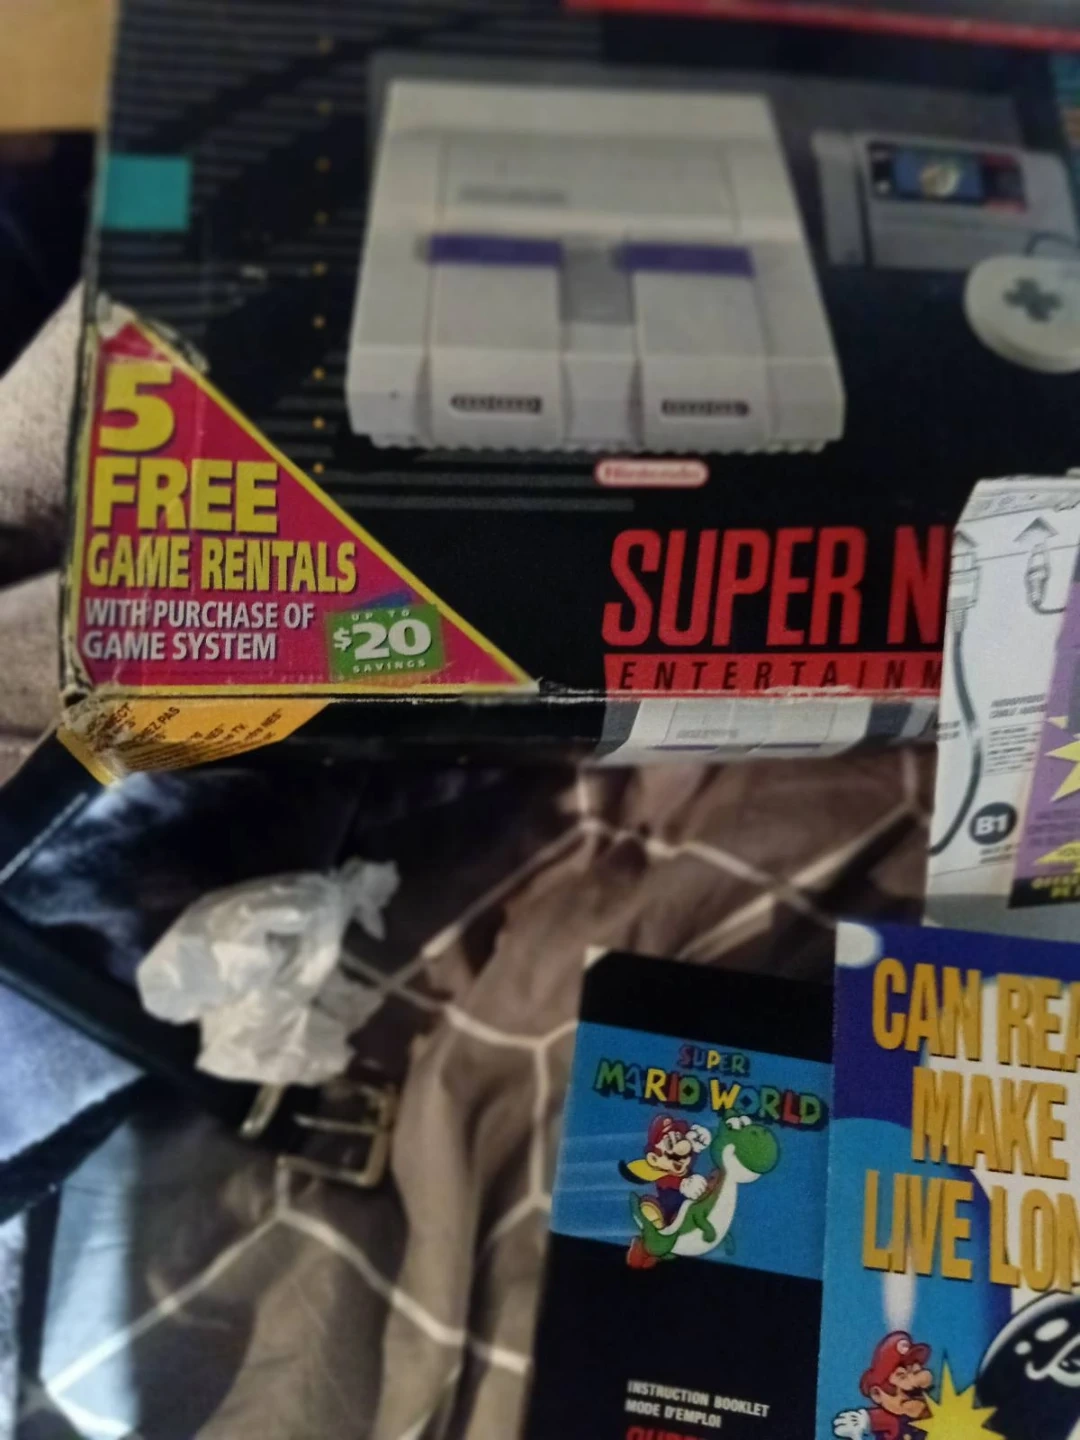 5
FREE
GAME RENTALS
WITH PURCHASE OF
GAME SYSTEM
UP TO
$20
SAVINGS
Nintendo
SUPER N
ENTERTAINM
B1
SUPER
MARIO WORLD
INSTRUCTION BOOKLET
MODE D'EMPLOI
SUPER
CAN REA
MAKE
LIVE LON